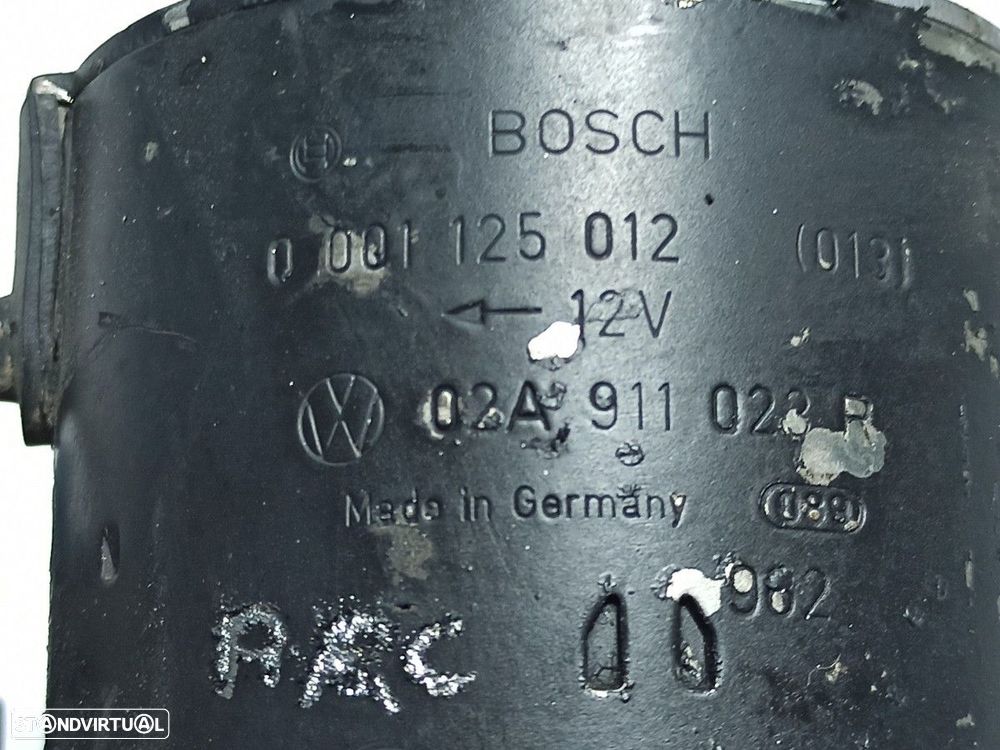 BOSCH
0 001 125 012 (013)
12V
02A 911 023
Made in Germany 089
982
STANDVIRTUAL